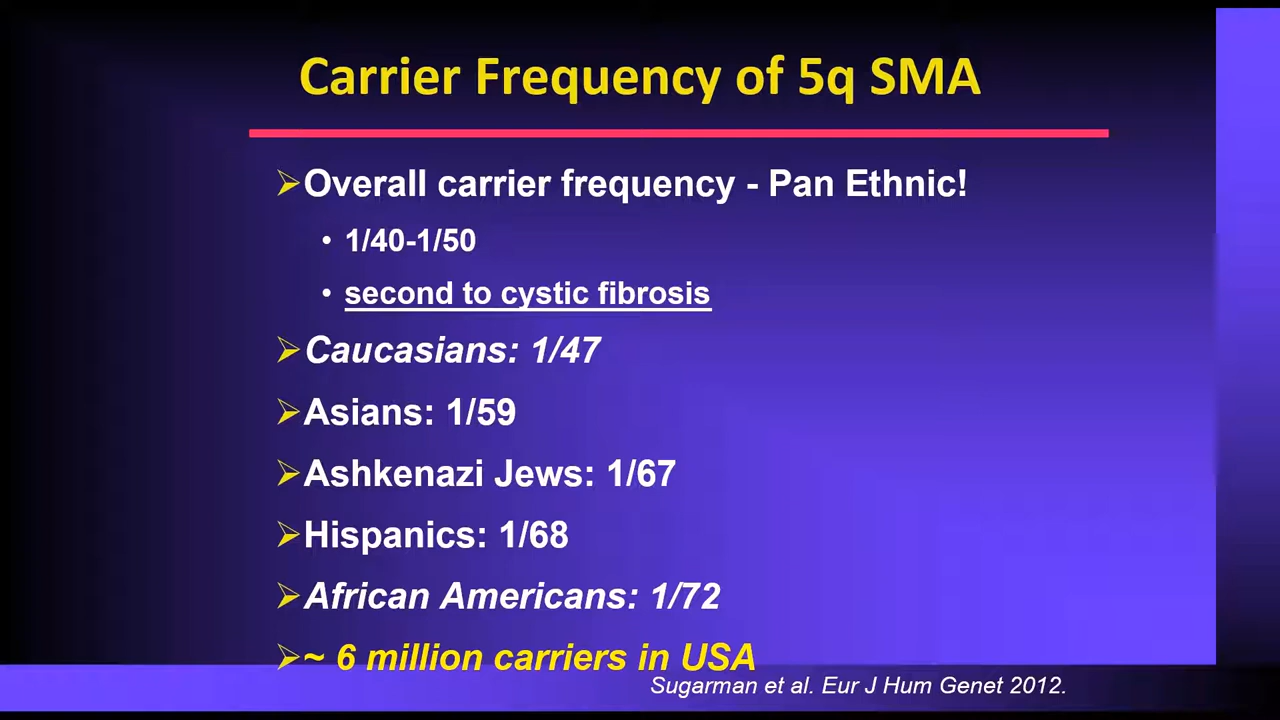 Carrier Frequency of 5q SMA
➢Overall carrier frequency - Pan Ethnic!
• 1/40-1/50
• second to cystic fibrosis
➢Caucasians: 1/47
➢Asians: 1/59
➢Ashkenazi Jews: 1/67
➢Hispanics: 1/68
➢African Americans: 1/72
➢~ 6 million carriers in USA
Sugarman et al. Eur J Hum Genet 2012.